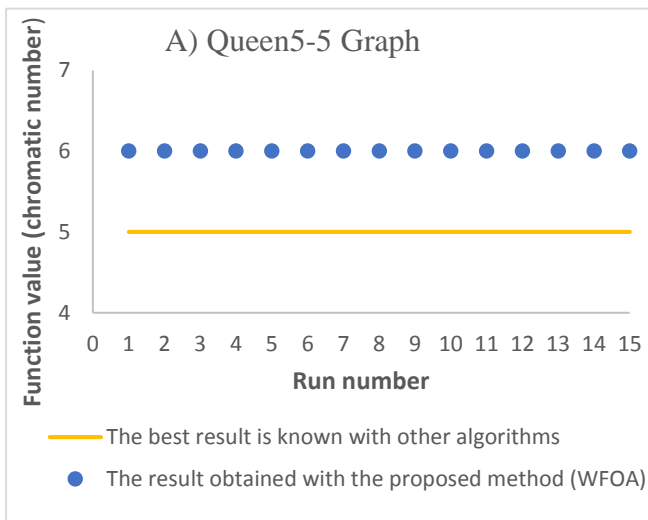 A) Queen5-5 Graph
Function value (chromatic number)
7
6
5
4
0 1 2 3 4 5 6 7 8 9 10 11 12 13 14 15
Run number
The best result is known with other algorithms
The result obtained with the proposed method (WFOA)